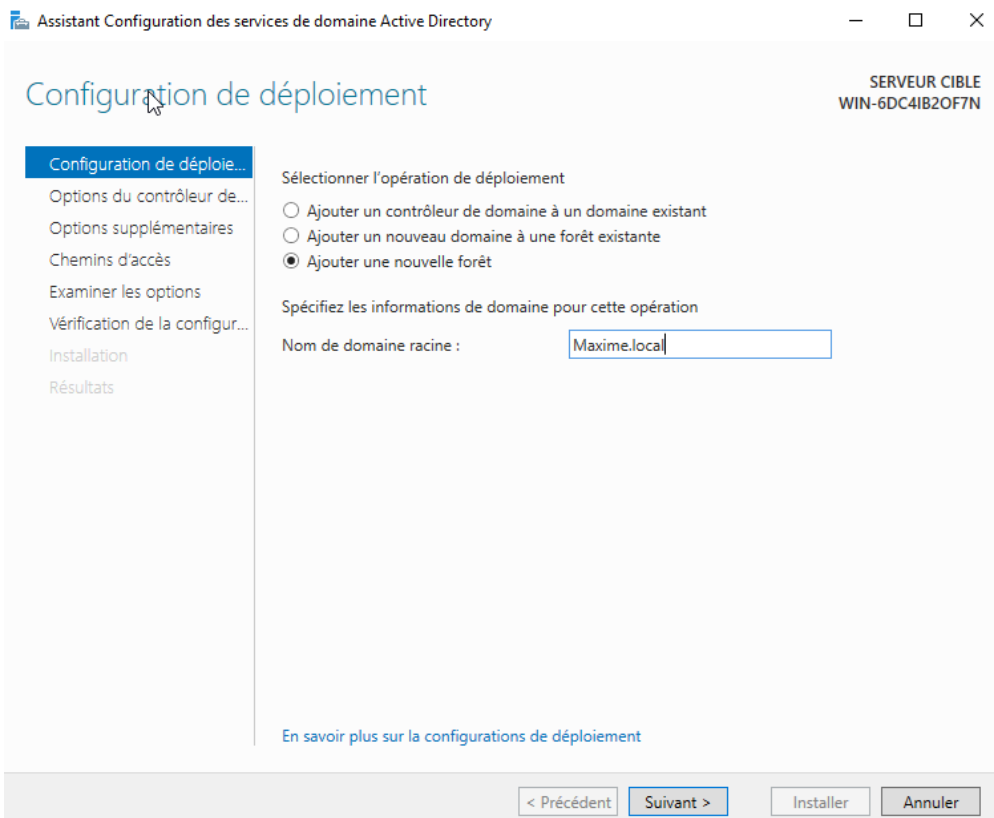 Assistant Configuration des services de domaine Active Directory
Configuration de déploiement
SERVEUR CIBLE
WIN-6DC4IB2OF7N
Configuration de déploie...
Options du contrôleur de...
Options supplémentaires
Chemins d'accès
Examiner les options
Vérification de la configur...
Installation
Résultats
Sélectionner l'opération de déploiement
Ajouter un contrôleur de domaine à un domaine existant
Ajouter un nouveau domaine à une forêt existante
Ajouter une nouvelle forêt
Spécifiez les informations de domaine pour cette opération
Nom de domaine racine : Maxime.local
En savoir plus sur la configurations de déploiement
< Précédent Suivant > Installer Annuler